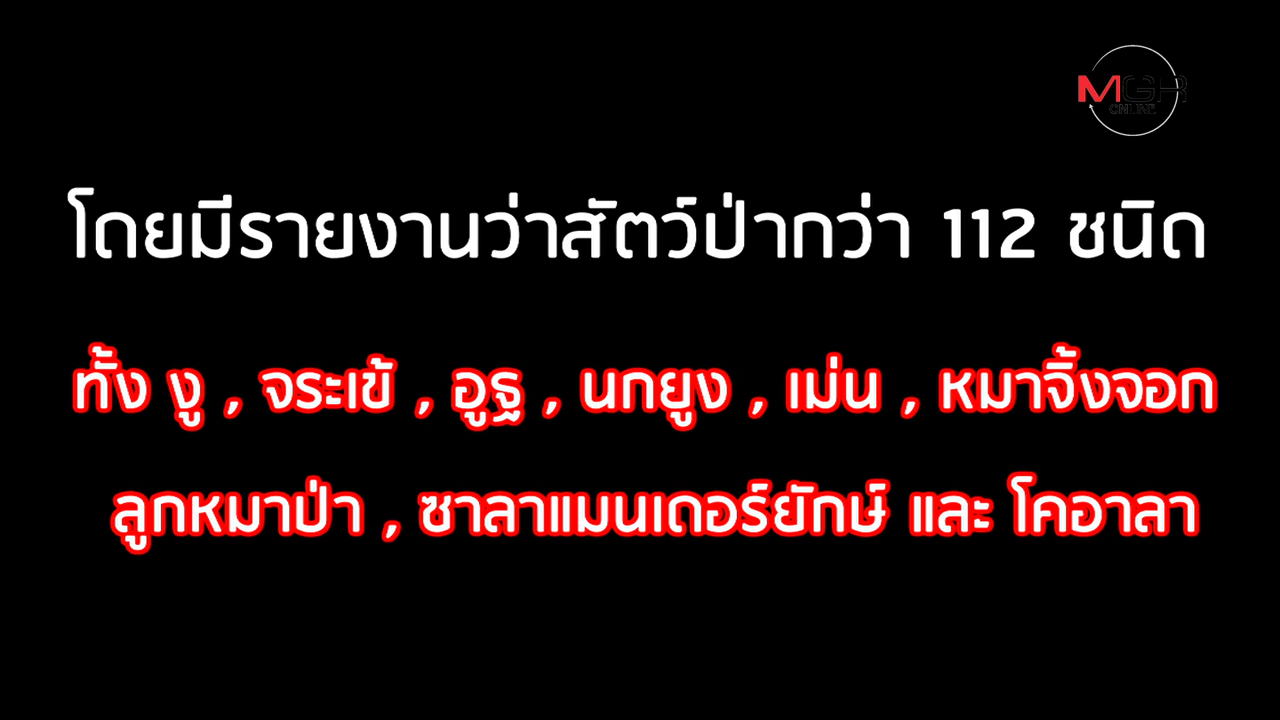 MGR
ONLINE
โดยมีรายงานว่าสัตว์ป่ากว่า 112 ชนิด
ทั้ง งู , จระเข้ , อูฐ , นกยูง , เม่น , หมาจิ้งจอก
ลูกหมาป่า , ซาลาแมนเดอร์ยักษ์ และ โคอาลา